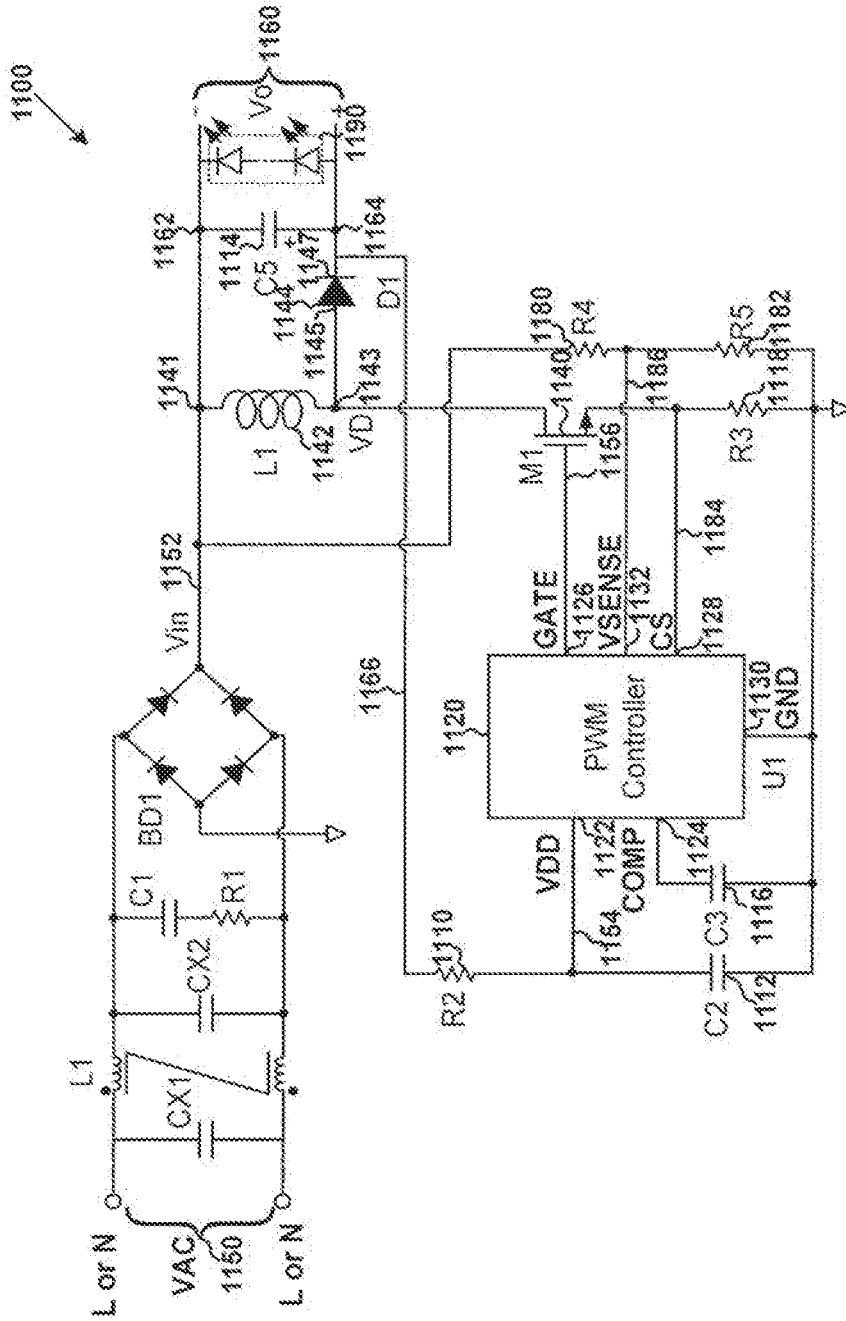 1100
L or N
VAC
1150
L or N
L1
CX1
CX2
C1
R1
BD1
Vin
1152
1141
L1
1142
VD
1143
1162
1114
C5
+
1144
1145
1147
D1
1164
-
Vo
+
1160
1190
1166
R2
1110
1154
VDD
1122
COMP
1124
C2
1112
C3
1116
1120
PWM
Controller
U1
1130
GND
GATE
1126
VSENSE
1132
CS
1128
M1
1140
1156
1186
1184
1180
R4
R5
1182
R3
1118